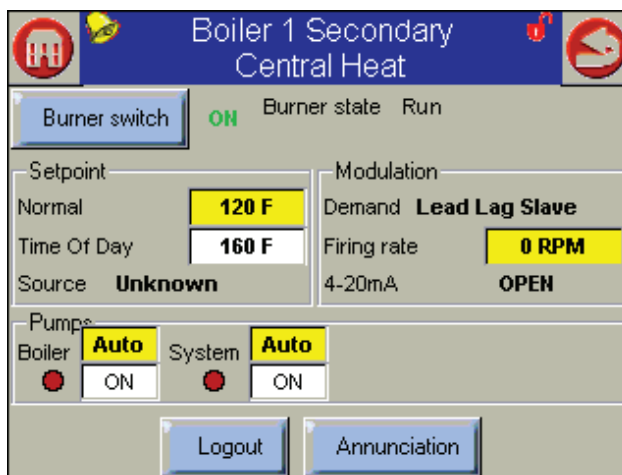 Boiler 1 Secondary
Central Heat
Burner switch ON Burner state Run
Setpoint
Normal 120 F
Time Of Day 160 F
Source Unknown
Modulation
Demand Lead Lag Slave
Firing rate 0 RPM
4-20mA OPEN
Pumps
Boiler Auto System Auto
ON ON
Logout Annunciation